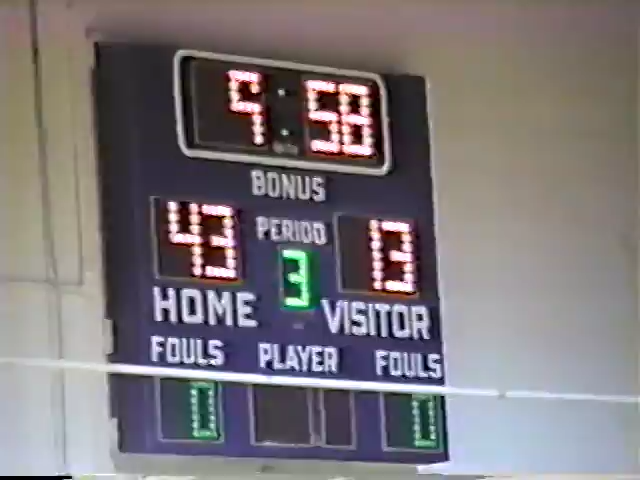 9:58
BONUS
43 PERIOD 13
3
HOME VISITOR
FOULS PLAYER FOULS
0 0